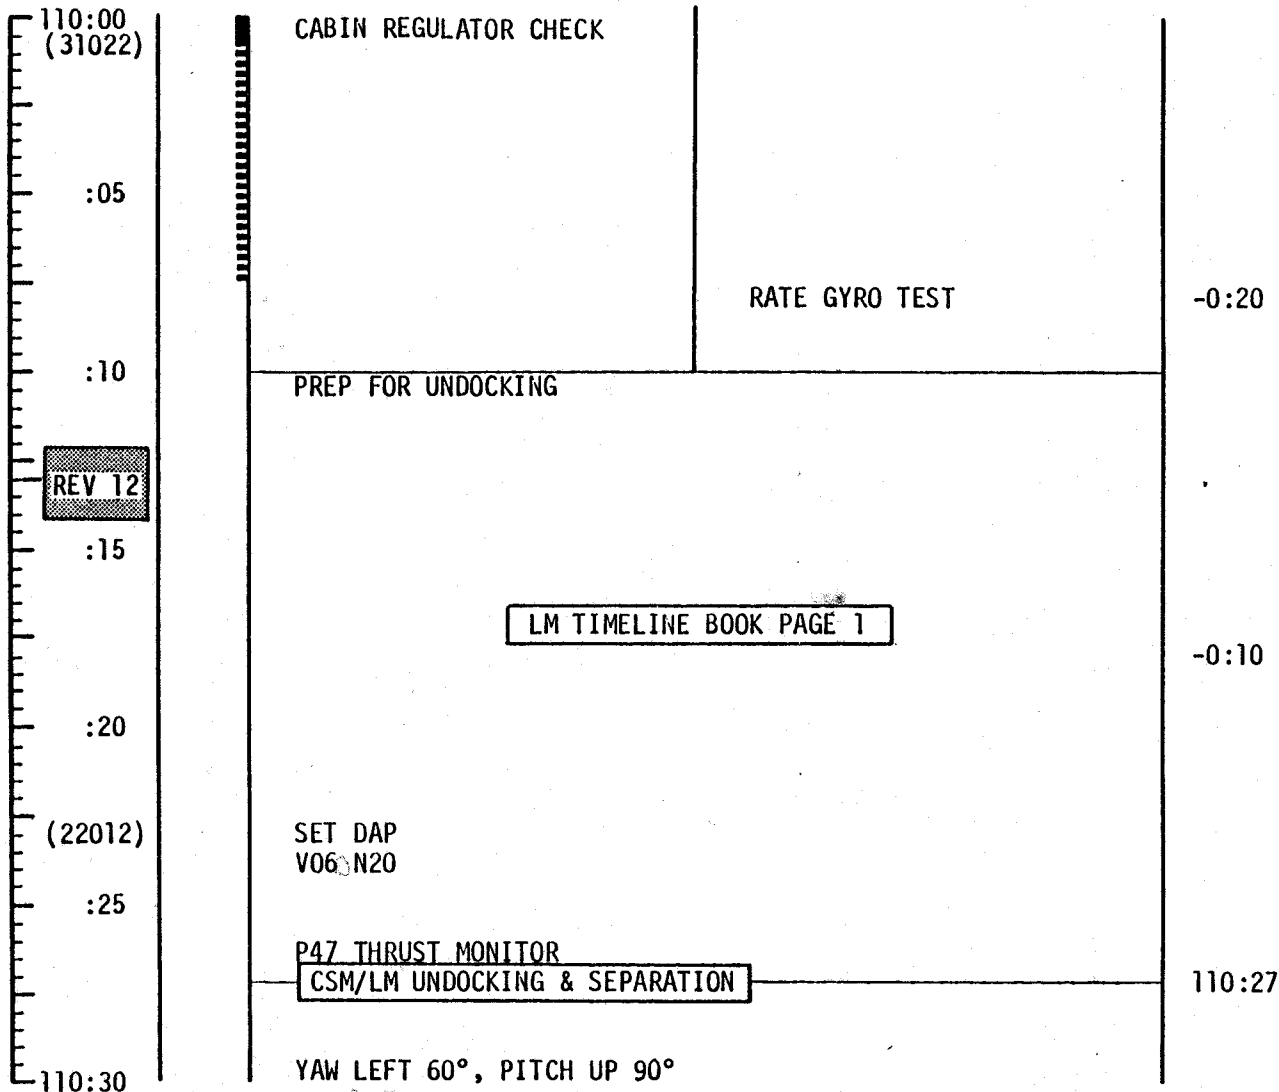 110:00
CABIN REGULATOR CHECK
(31022)
:05
RATE GYRO TEST
-0:20
:10
PREP FOR UNDOCKING
REV 12
:15
LM TIMELINE BOOK PAGE 1
-0:10
:20
(22012)
SET DAP
V06 N20
:25
P47 THRUST MONITOR
CSM/LM UNDOCKING & SEPARATION
110:27
YAW LEFT 60°, PITCH UP 90°
110:30